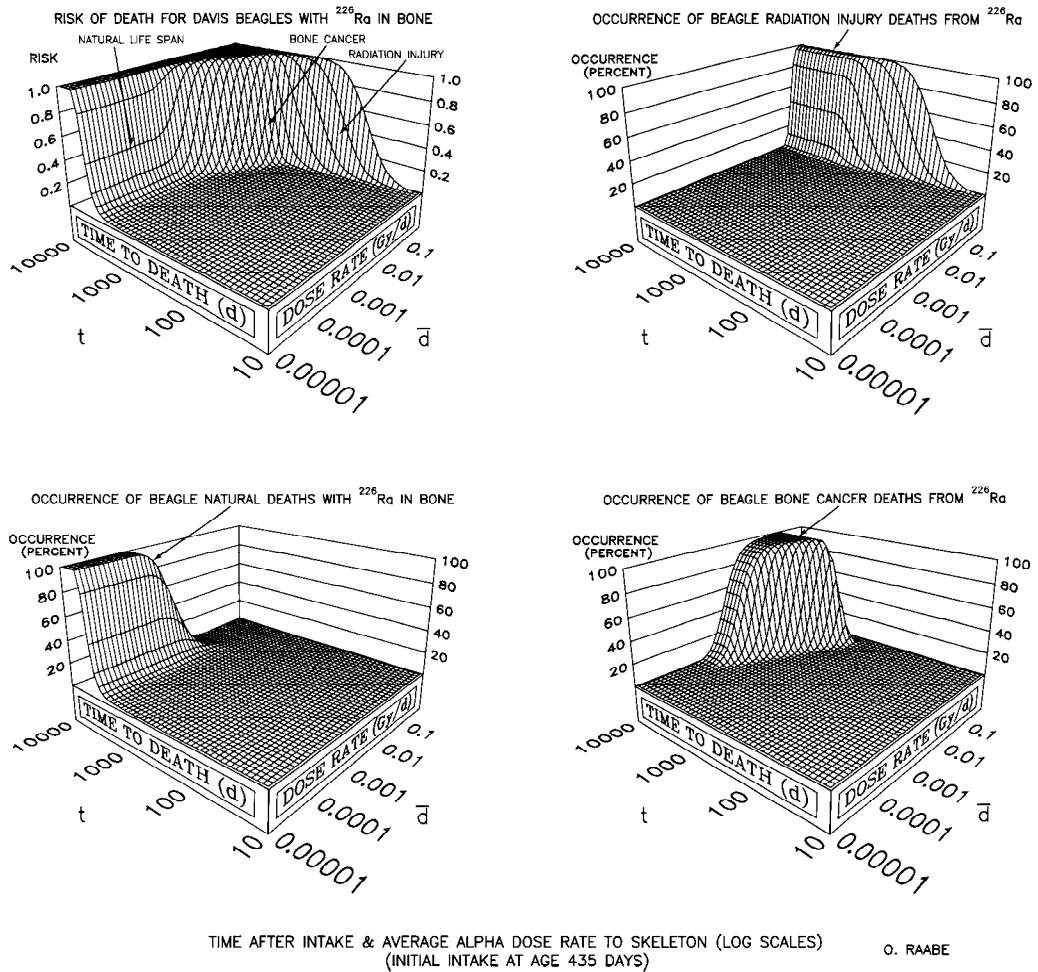 RISK OF DEATH FOR DAVIS BEAGLES WITH ²²⁶Ra IN BONE
NATURAL LIFE SPAN
BONE CANCER
RADIATION INJURY
RISK
1.0
0.8
0.6
0.4
0.2
1.0
0.8
0.6
0.4
0.2
TIME TO DEATH (d)
DOSE RATE (Gy/d)
10000
1000
100
10
t
0.1
0.01
0.001
0.0001
0.00001
d̅
OCCURRENCE OF BEAGLE RADIATION INJURY DEATHS FROM ²²⁶Ra
OCCURRENCE
(PERCENT)
100
80
60
40
20
100
80
60
40
20
TIME TO DEATH (d)
DOSE RATE (Gy/d)
10000
1000
100
10
t
0.1
0.01
0.001
0.0001
0.00001
d̅
OCCURRENCE OF BEAGLE NATURAL DEATHS WITH ²²⁶Ra IN BONE
OCCURRENCE
(PERCENT)
100
80
60
40
20
100
80
60
40
20
TIME TO DEATH (d)
DOSE RATE (Gy/d)
10000
1000
100
10
t
0.1
0.01
0.001
0.0001
0.00001
d̅
OCCURRENCE OF BEAGLE BONE CANCER DEATHS FROM ²²⁶Ra
OCCURRENCE
(PERCENT)
100
80
60
40
20
100
80
60
40
20
TIME TO DEATH (d)
DOSE RATE (Gy/d)
10000
1000
100
10
t
0.1
0.01
0.001
0.0001
0.00001
d̅
TIME AFTER INTAKE & AVERAGE ALPHA DOSE RATE TO SKELETON (LOG SCALES)
(INITIAL INTAKE AT AGE 435 DAYS)
O. RAABE